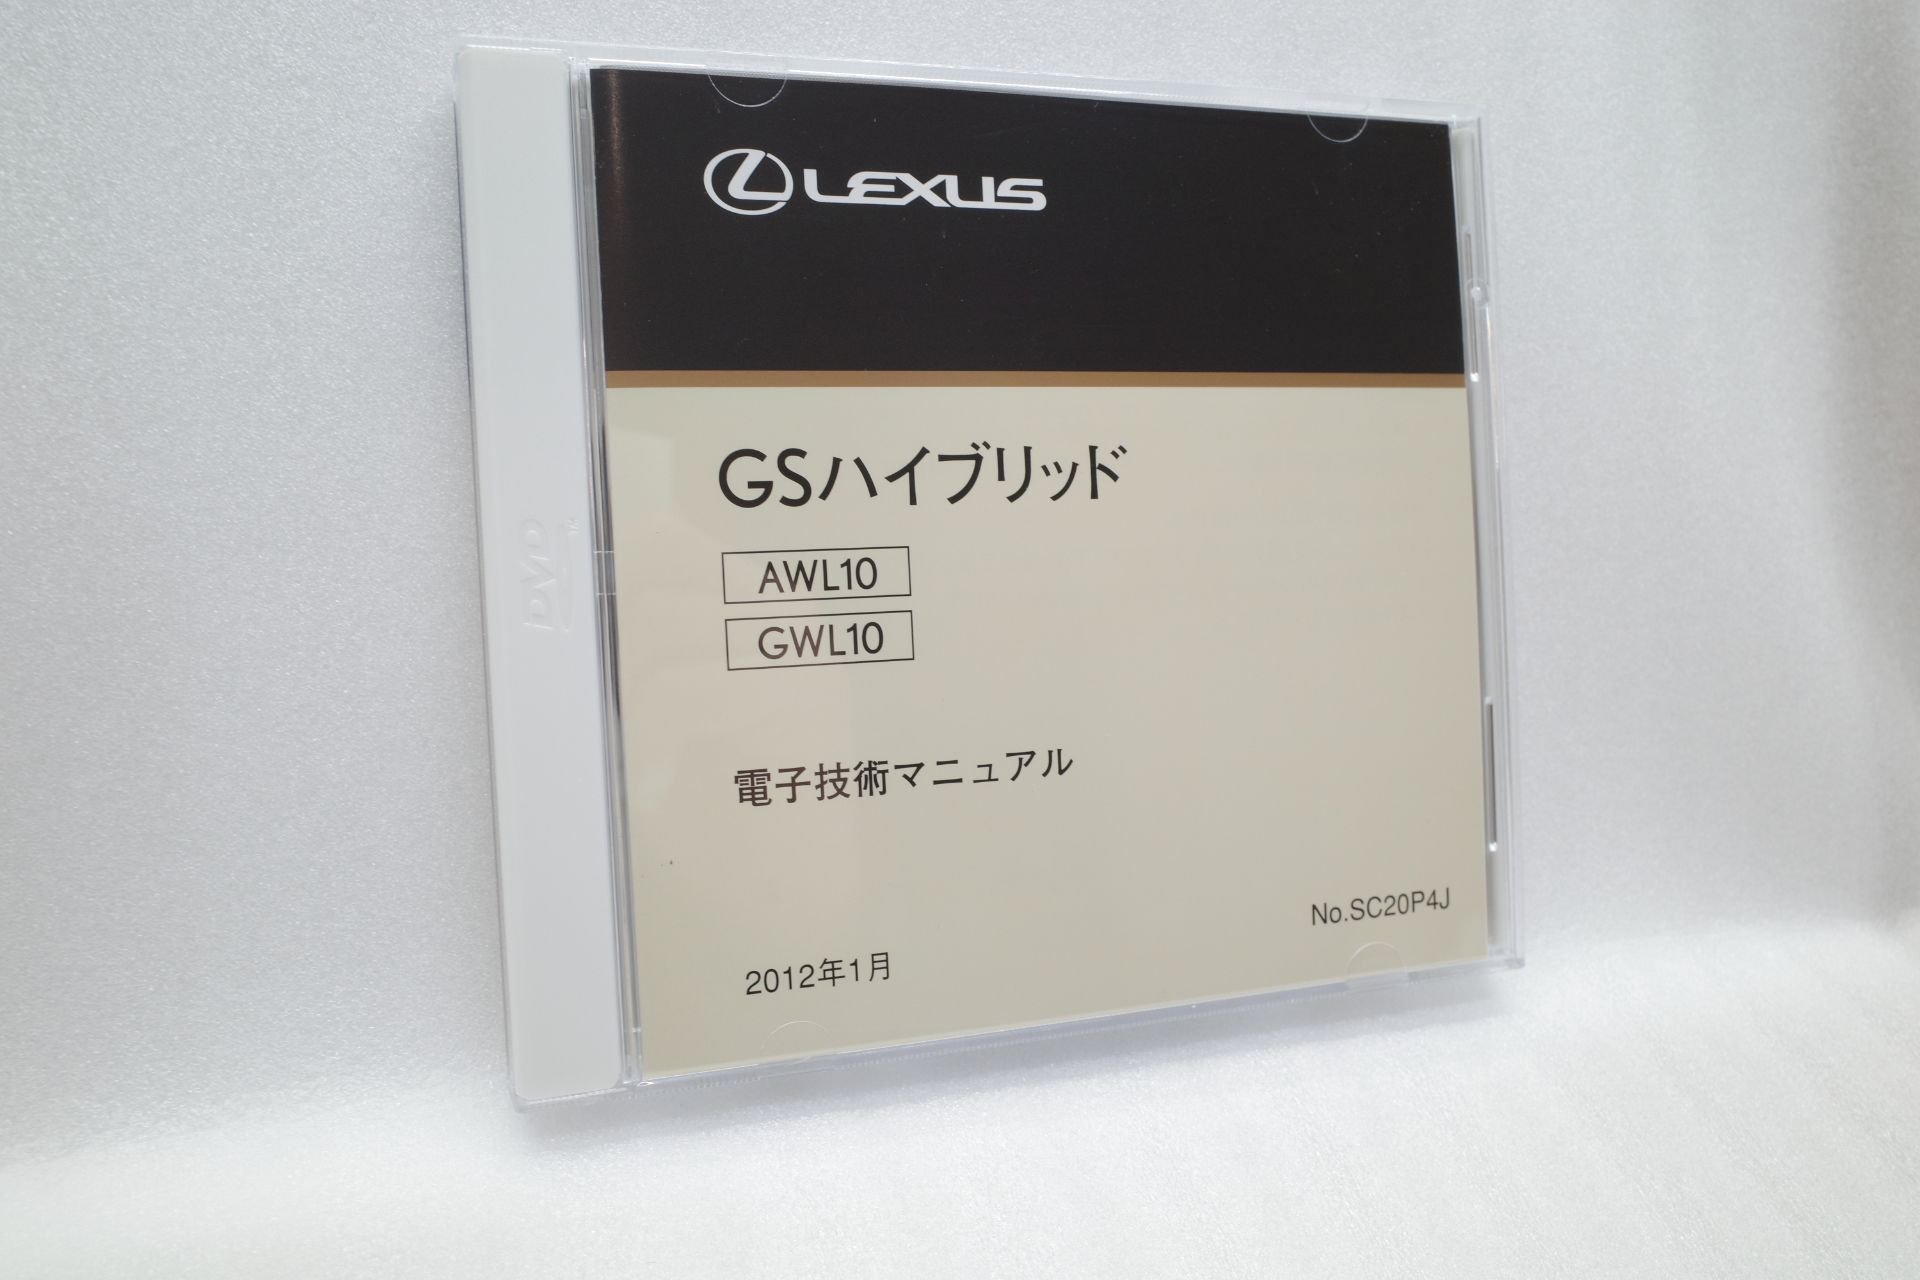 LEXUS
GSハイブリッド
AWL10
GWL10
電子技術マニュアル
No.SC20P4J
2012年1月
DVD